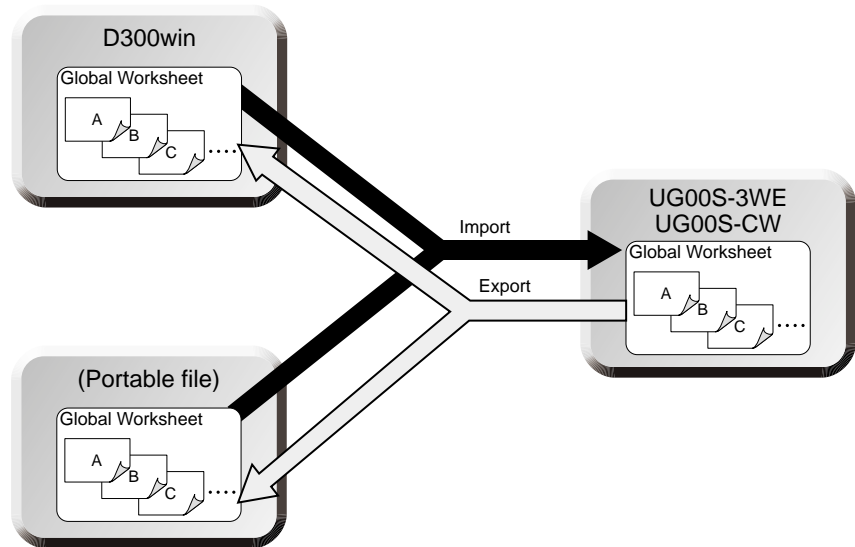 D300win
Global Worksheet
A
B
C
....
UG00S-3WE
UG00S-CW
Global Worksheet
A
B
C
....
Import
Export
(Portable file)
Global Worksheet
A
B
C
....